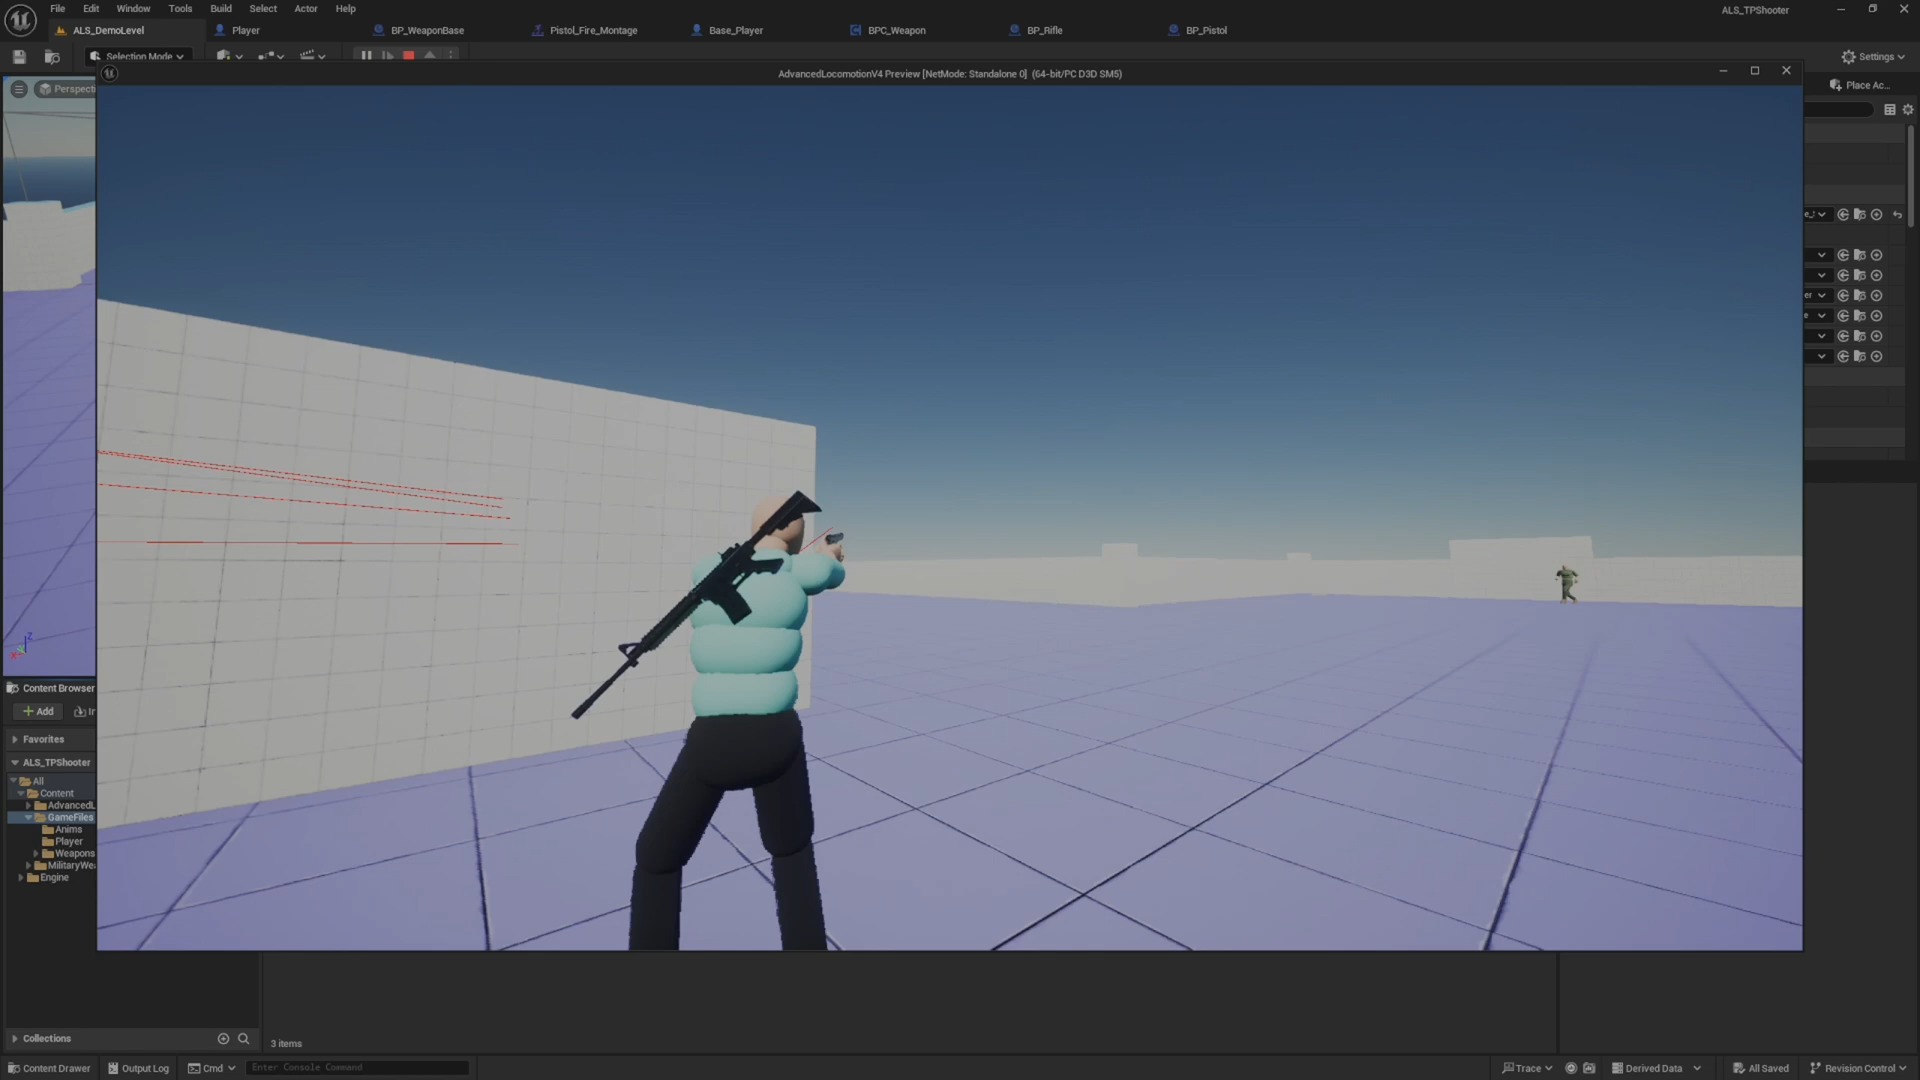 File Edit Window Tools Build Select Actor Help
ALS_TPShooter
ALS_DemoLevel Player BP_WeaponBase Pistol_Fire_Montage Base_Player BPC_Weapon BP_Rifle BP_Pistol
Selection Mode
Settings
AdvancedLocomotionV4 Preview [NetMode: Standalone 0] (64-bit/PC D3D SM5)
Perspecti
Place Ac...
Z
X
Content Browser
Add
Favorites
ALS_TPShooter
All
Content
AdvancedL
GameFiles
Anims
Player
Weapons
MilitaryWea
Engine
Collections
3 items
Content Drawer Output Log Cmd Enter Console Command
Trace Derived Data All Saved Revision Control